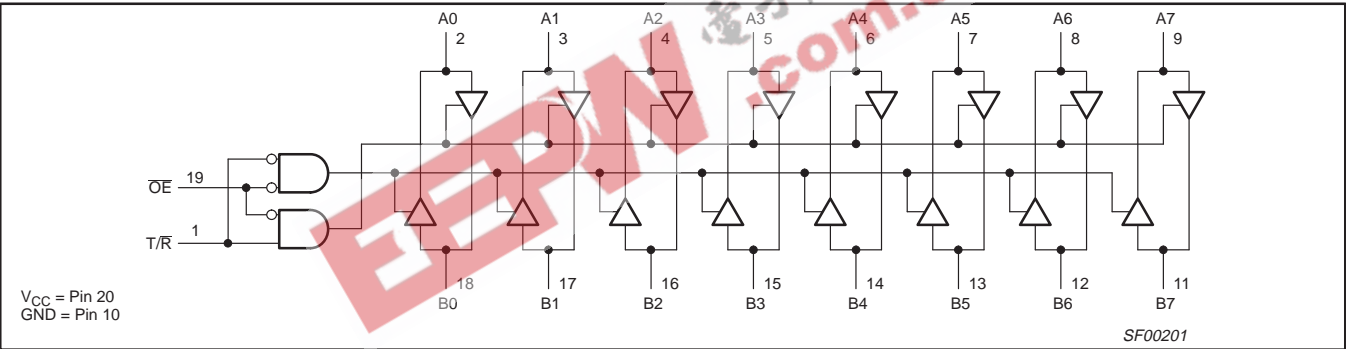 A0 A1 A2 A3 A4 A5 A6 A7
2 3 4 5 6 7 8 9
OE 19
T/R 1
18 17 16 15 14 13 12 11
B0 B1 B2 B3 B4 B5 B6 B7
VCC = Pin 20
GND = Pin 10
SF00201
EEPW
.com.